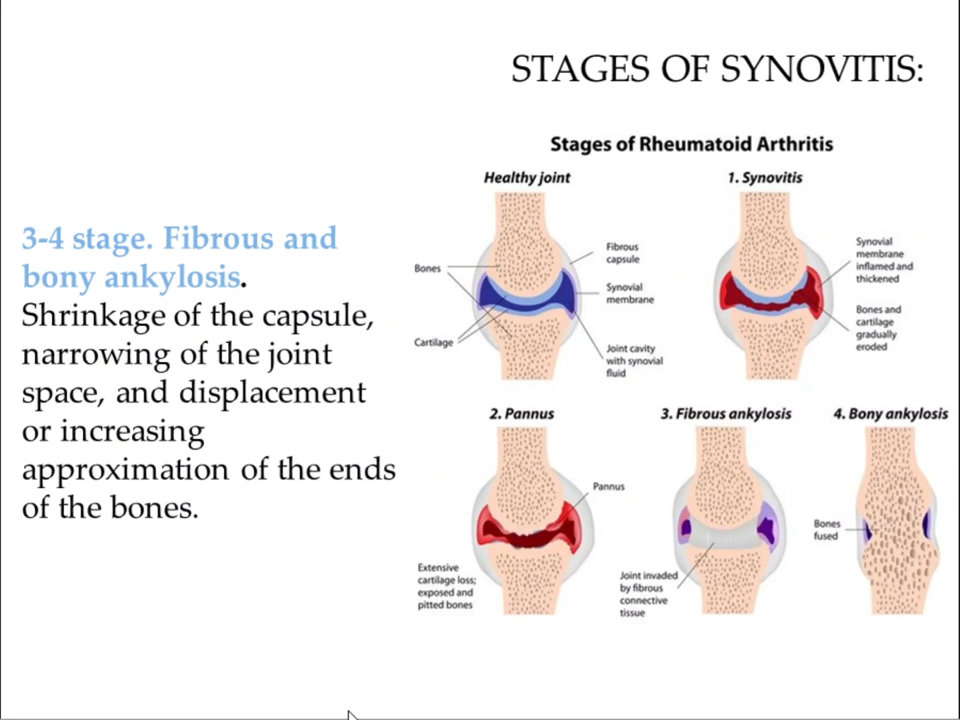 STAGES OF SYNOVITIS:
3-4 stage. Fibrous and
bony ankylosis.
Shrinkage of the capsule,
narrowing of the joint
space, and displacement
or increasing
approximation of the ends
of the bones.
Stages of Rheumatoid Arthritis
Healthy joint
Bones
Cartilage
Fibrous
capsule
Synovial
membrane
Joint cavity
with synovial
fluid
1. Synovitis
Synovial
membrane
inflamed and
thickened
Bones and
cartilage
gradually
eroded
2. Pannus
Pannus
Extensive
cartilage loss;
exposed and
pitted bones
3. Fibrous ankylosis
Joint invaded
by fibrous
connective
tissue
4. Bony ankylosis
Bones
fused